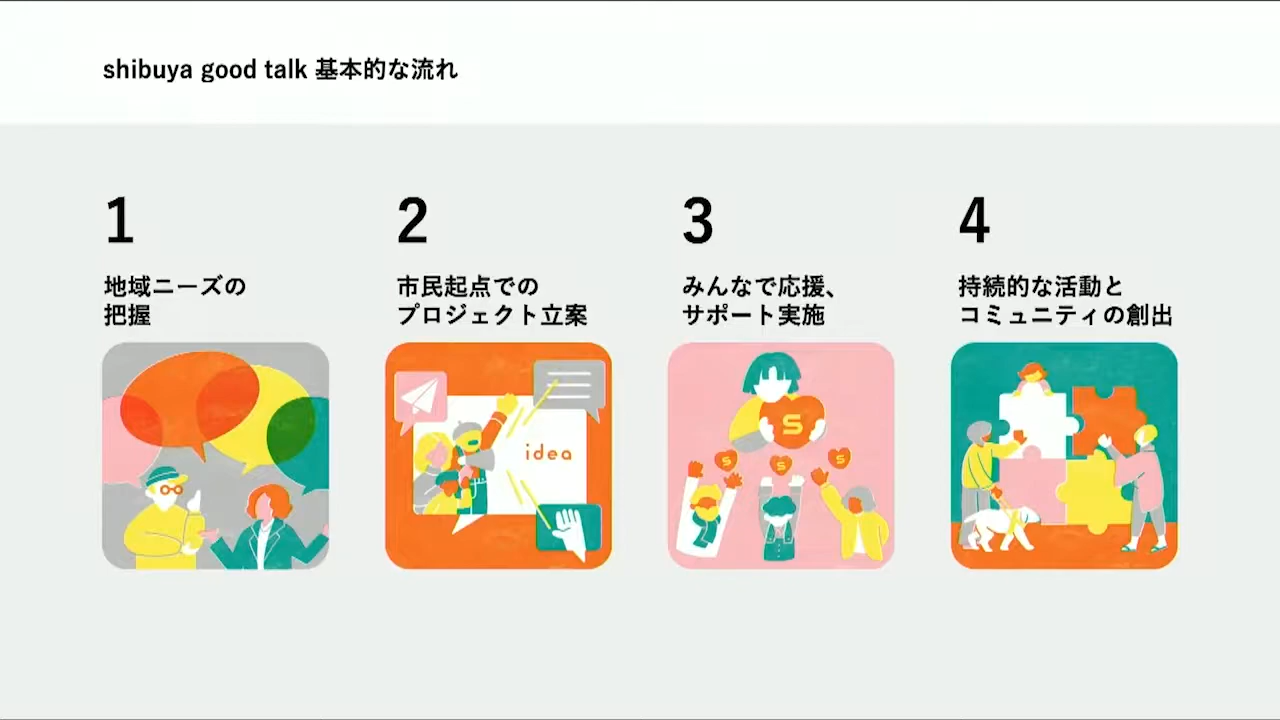 shibuya good talk 基本的な流れ
1
地域ニーズの
把握
2
市民起点での
プロジェクト立案
idea
3
みんなで応援、
サポート実施
S
S
S
S
4
持続的な活動と
コミュニティの創出